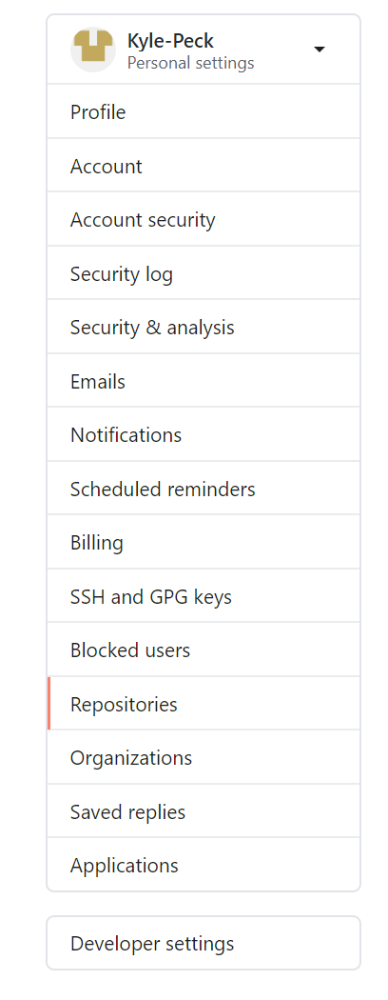 Kyle-Peck
Personal settings
Profile
Account
Account security
Security log
Security & analysis
Emails
Notifications
Scheduled reminders
Billing
SSH and GPG keys
Blocked users
Repositories
Organizations
Saved replies
Applications
Developer settings